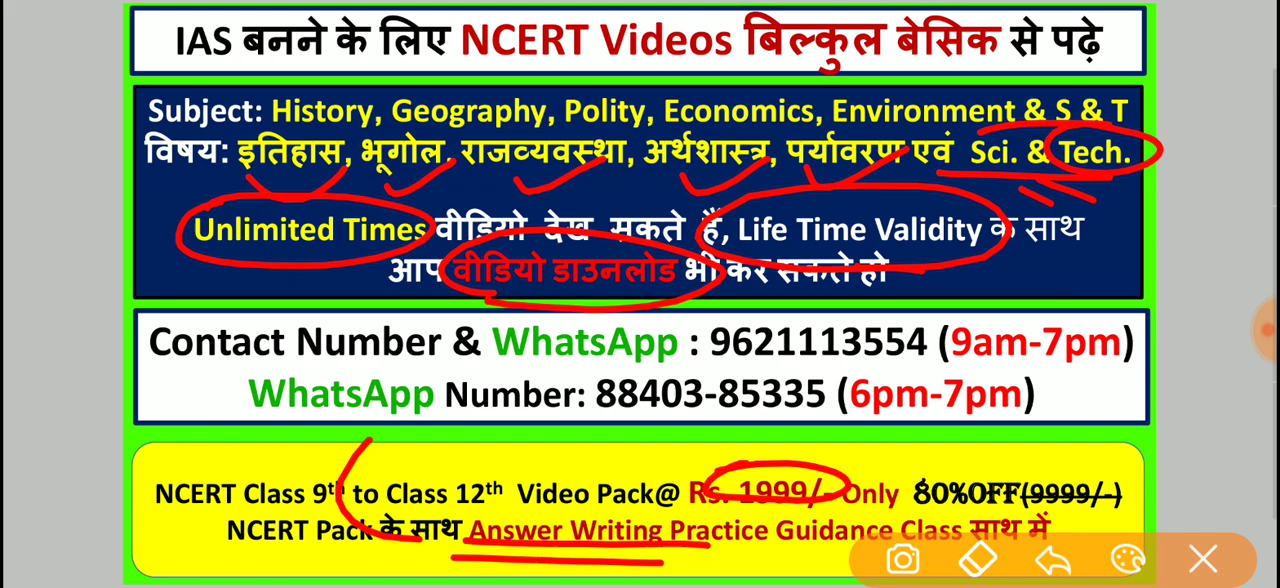 IAS बनने के लिए NCERT Videos बिल्कुल बेसिक से पढ़े
Subject: History, Geography, Polity, Economics, Environment & S & T
विषय: इतिहास, भूगोल, राजव्यवस्था, अर्थशास्त्र, पर्यावरण एवं Sci. & Tech.
Unlimited Times वीडियो देख सकते हैं, Life Time Validity के साथ
आप वीडियो डाउनलोड भी कर सकते हो
Contact Number & WhatsApp : 9621113554 (9am-7pm)
WhatsApp Number: 88403-85335 (6pm-7pm)
NCERT Class 9th to Class 12th Video Pack@ Rs. 1999/- Only 80%OFF(9999/-)
NCERT Pack के साथ Answer Writing Practice Guidance Class साथ में